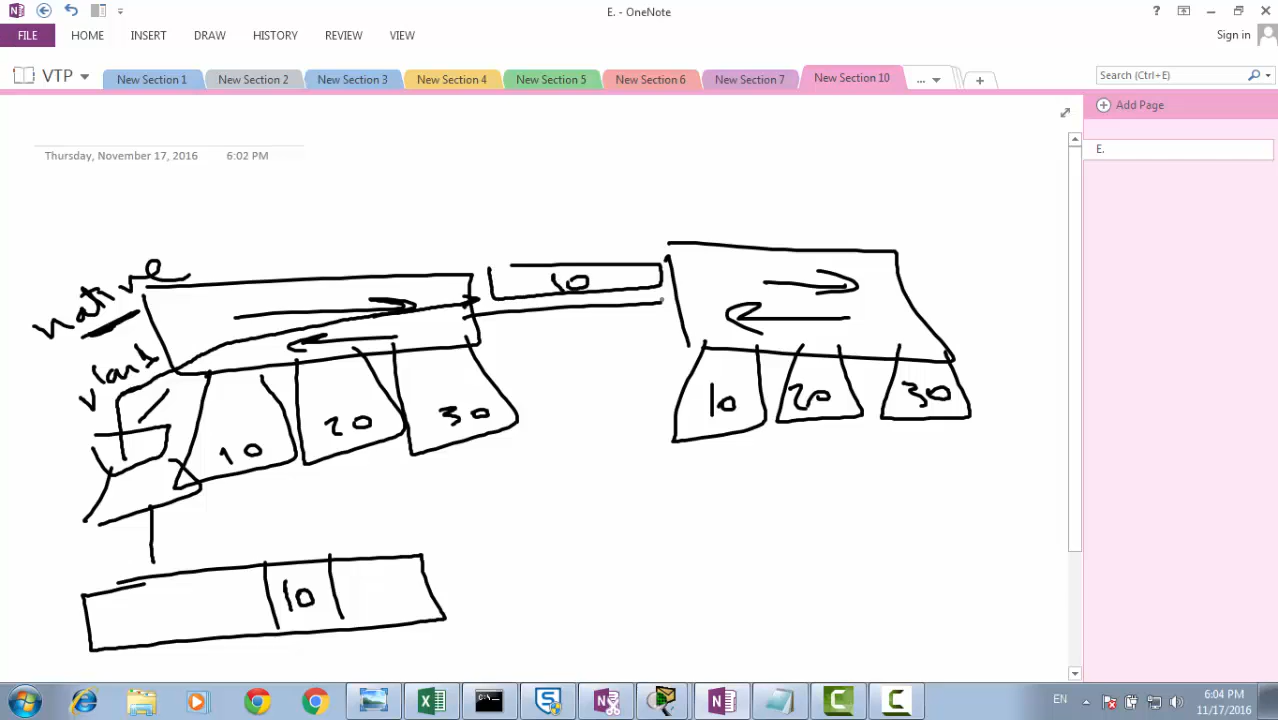 E. - OneNote
? 
Sign in
FILE HOME INSERT DRAW HISTORY REVIEW VIEW
VTP New Section 1 New Section 2 New Section 3 New Section 4 New Section 5 New Section 6 New Section 7 New Section 10 ... Search (Ctrl+E)
Add Page
E.
Thursday, November 17, 2016 6:02 PM
native
vlan 1
10
10 20 30
10 20 30
10
EN 6:04 PM
11/17/2016